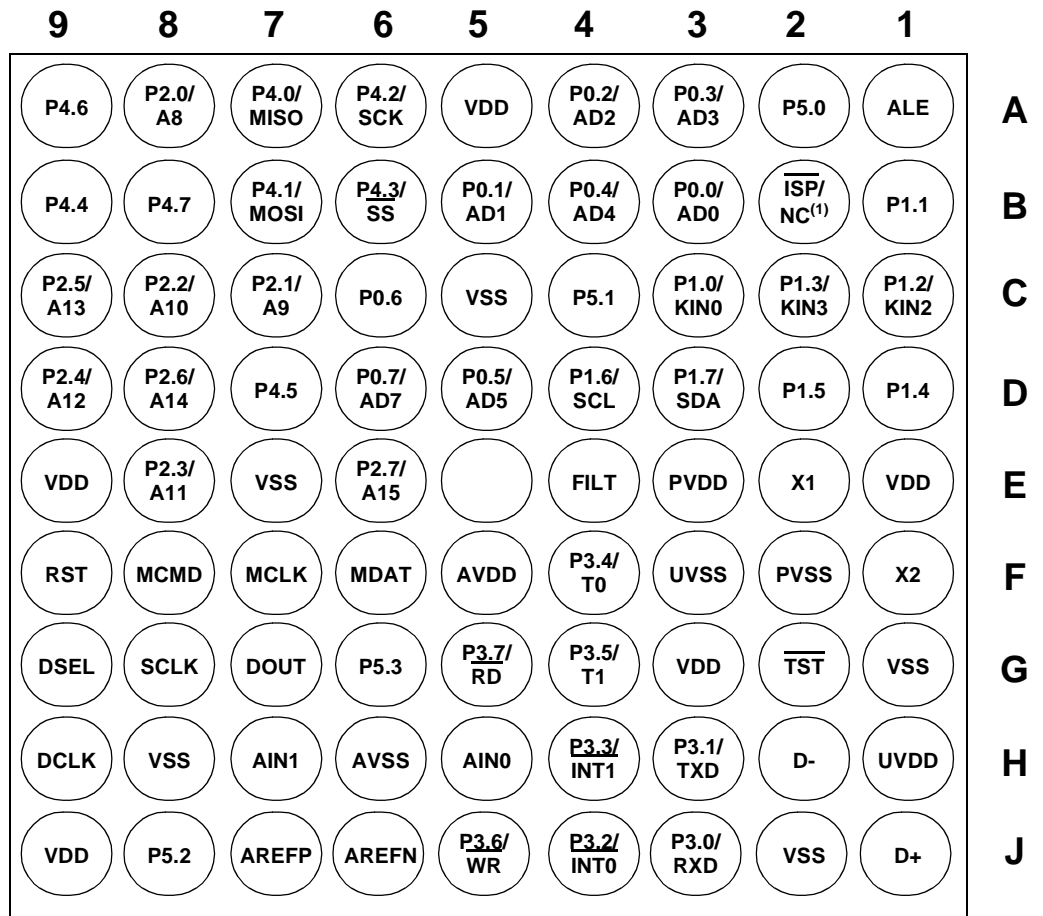 9 8 7 6 5 4 3 2 1
P4.6 P2.0/ P4.0/ P4.2/ VDD P0.2/ P0.3/ P5.0 ALE A
A8 MISO SCK AD2 AD3
P4.4 P4.7 P4.1/ P4.3/ P0.1/ P0.4/ P0.0/ ISP/ P1.1 B
MOSI SS AD1 AD4 AD0 NC(1)
P2.5/ P2.2/ P2.1/ P0.6 VSS P5.1 P1.0/ P1.3/ P1.2/ C
A13 A10 A9 KIN0 KIN3 KIN2
P2.4/ P2.6/ P4.5 P0.7/ P0.5/ P1.6/ P1.7/ P1.5 P1.4 D
A12 A14 AD7 AD5 SCL SDA
VDD P2.3/ VSS P2.7/ FILT PVDD X1 VDD E
A11 A15
RST MCMD MCLK MDAT AVDD P3.4/ UVSS PVSS X2 F
T0
DSEL SCLK DOUT P5.3 P3.7/ P3.5/ VDD TST VSS G
RD T1
DCLK VSS AIN1 AVSS AIN0 P3.3/ P3.1/ D- UVDD H
INT1 TXD
VDD P5.2 AREFP AREFN P3.6/ P3.2/ P3.0/ VSS D+ J
WR INT0 RXD